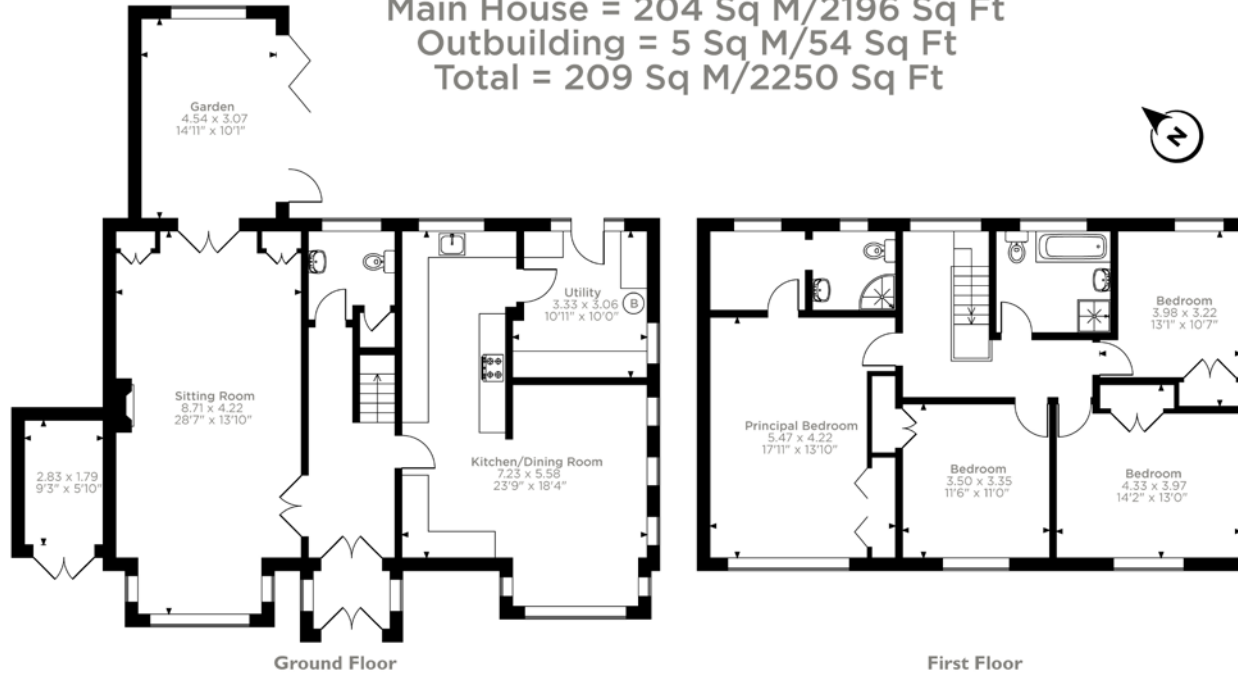 Main House = 204 Sq M/2196 Sq Ft
Outbuilding = 5 Sq M/54 Sq Ft
Total = 209 Sq M/2250 Sq Ft
N
Garden
4.54 x 3.07
14'11" x 10'1"
Utility
3.33 x 3.06
10'11" x 10'0"
B
Sitting Room
8.71 x 4.22
28'7" x 13'10"
2.83 x 1.79
9'3" x 5'10"
Kitchen/Dining Room
7.23 x 5.58
23'9" x 18'4"
Bedroom
3.98 x 3.22
13'1" x 10'7"
Principal Bedroom
5.47 x 4.22
17'11" x 13'10"
Bedroom
3.50 x 3.35
11'6" x 11'0"
Bedroom
4.33 x 3.97
14'2" x 13'0"
Ground Floor
First Floor